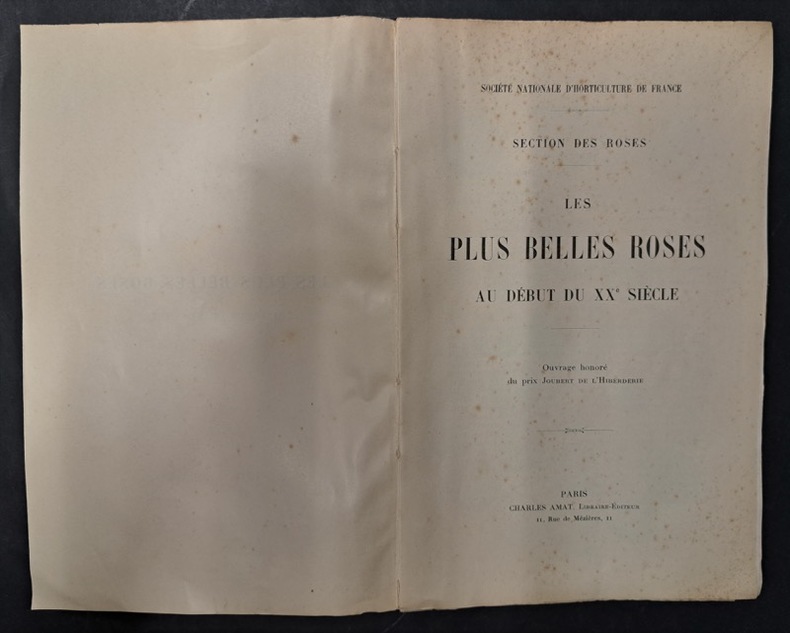 SOCIÉTÉ NATIONALE D'HORTICULTURE DE FRANCE
SECTION DES ROSES
LES
PLUS BELLES ROSES
AU DÉBUT DU XXᵉ SIÈCLE
Ouvrage honoré
du prix JOUBERT DE L'HIBERDERIE
PARIS
CHARLES AMAT, LIBRAIRE-ÉDITEUR
11, Rue de Mézières, 11